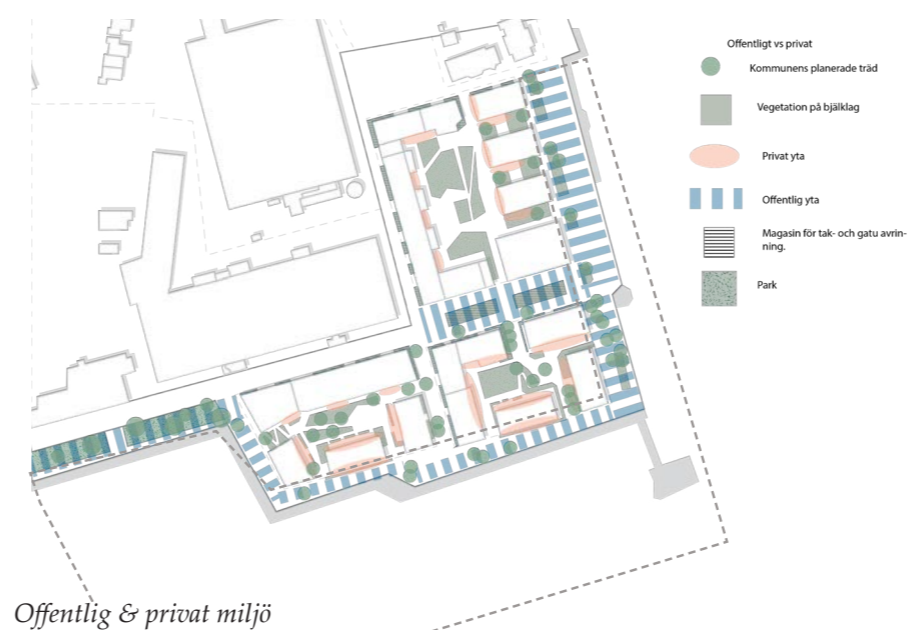 Offentligt vs privat
Kommunens planerade träd
Vegetation på bjälklag
Privat yta
Offentlig yta
Magasin för tak- och gatu avrin-
ning.
Park
Offentlig & privat miljö